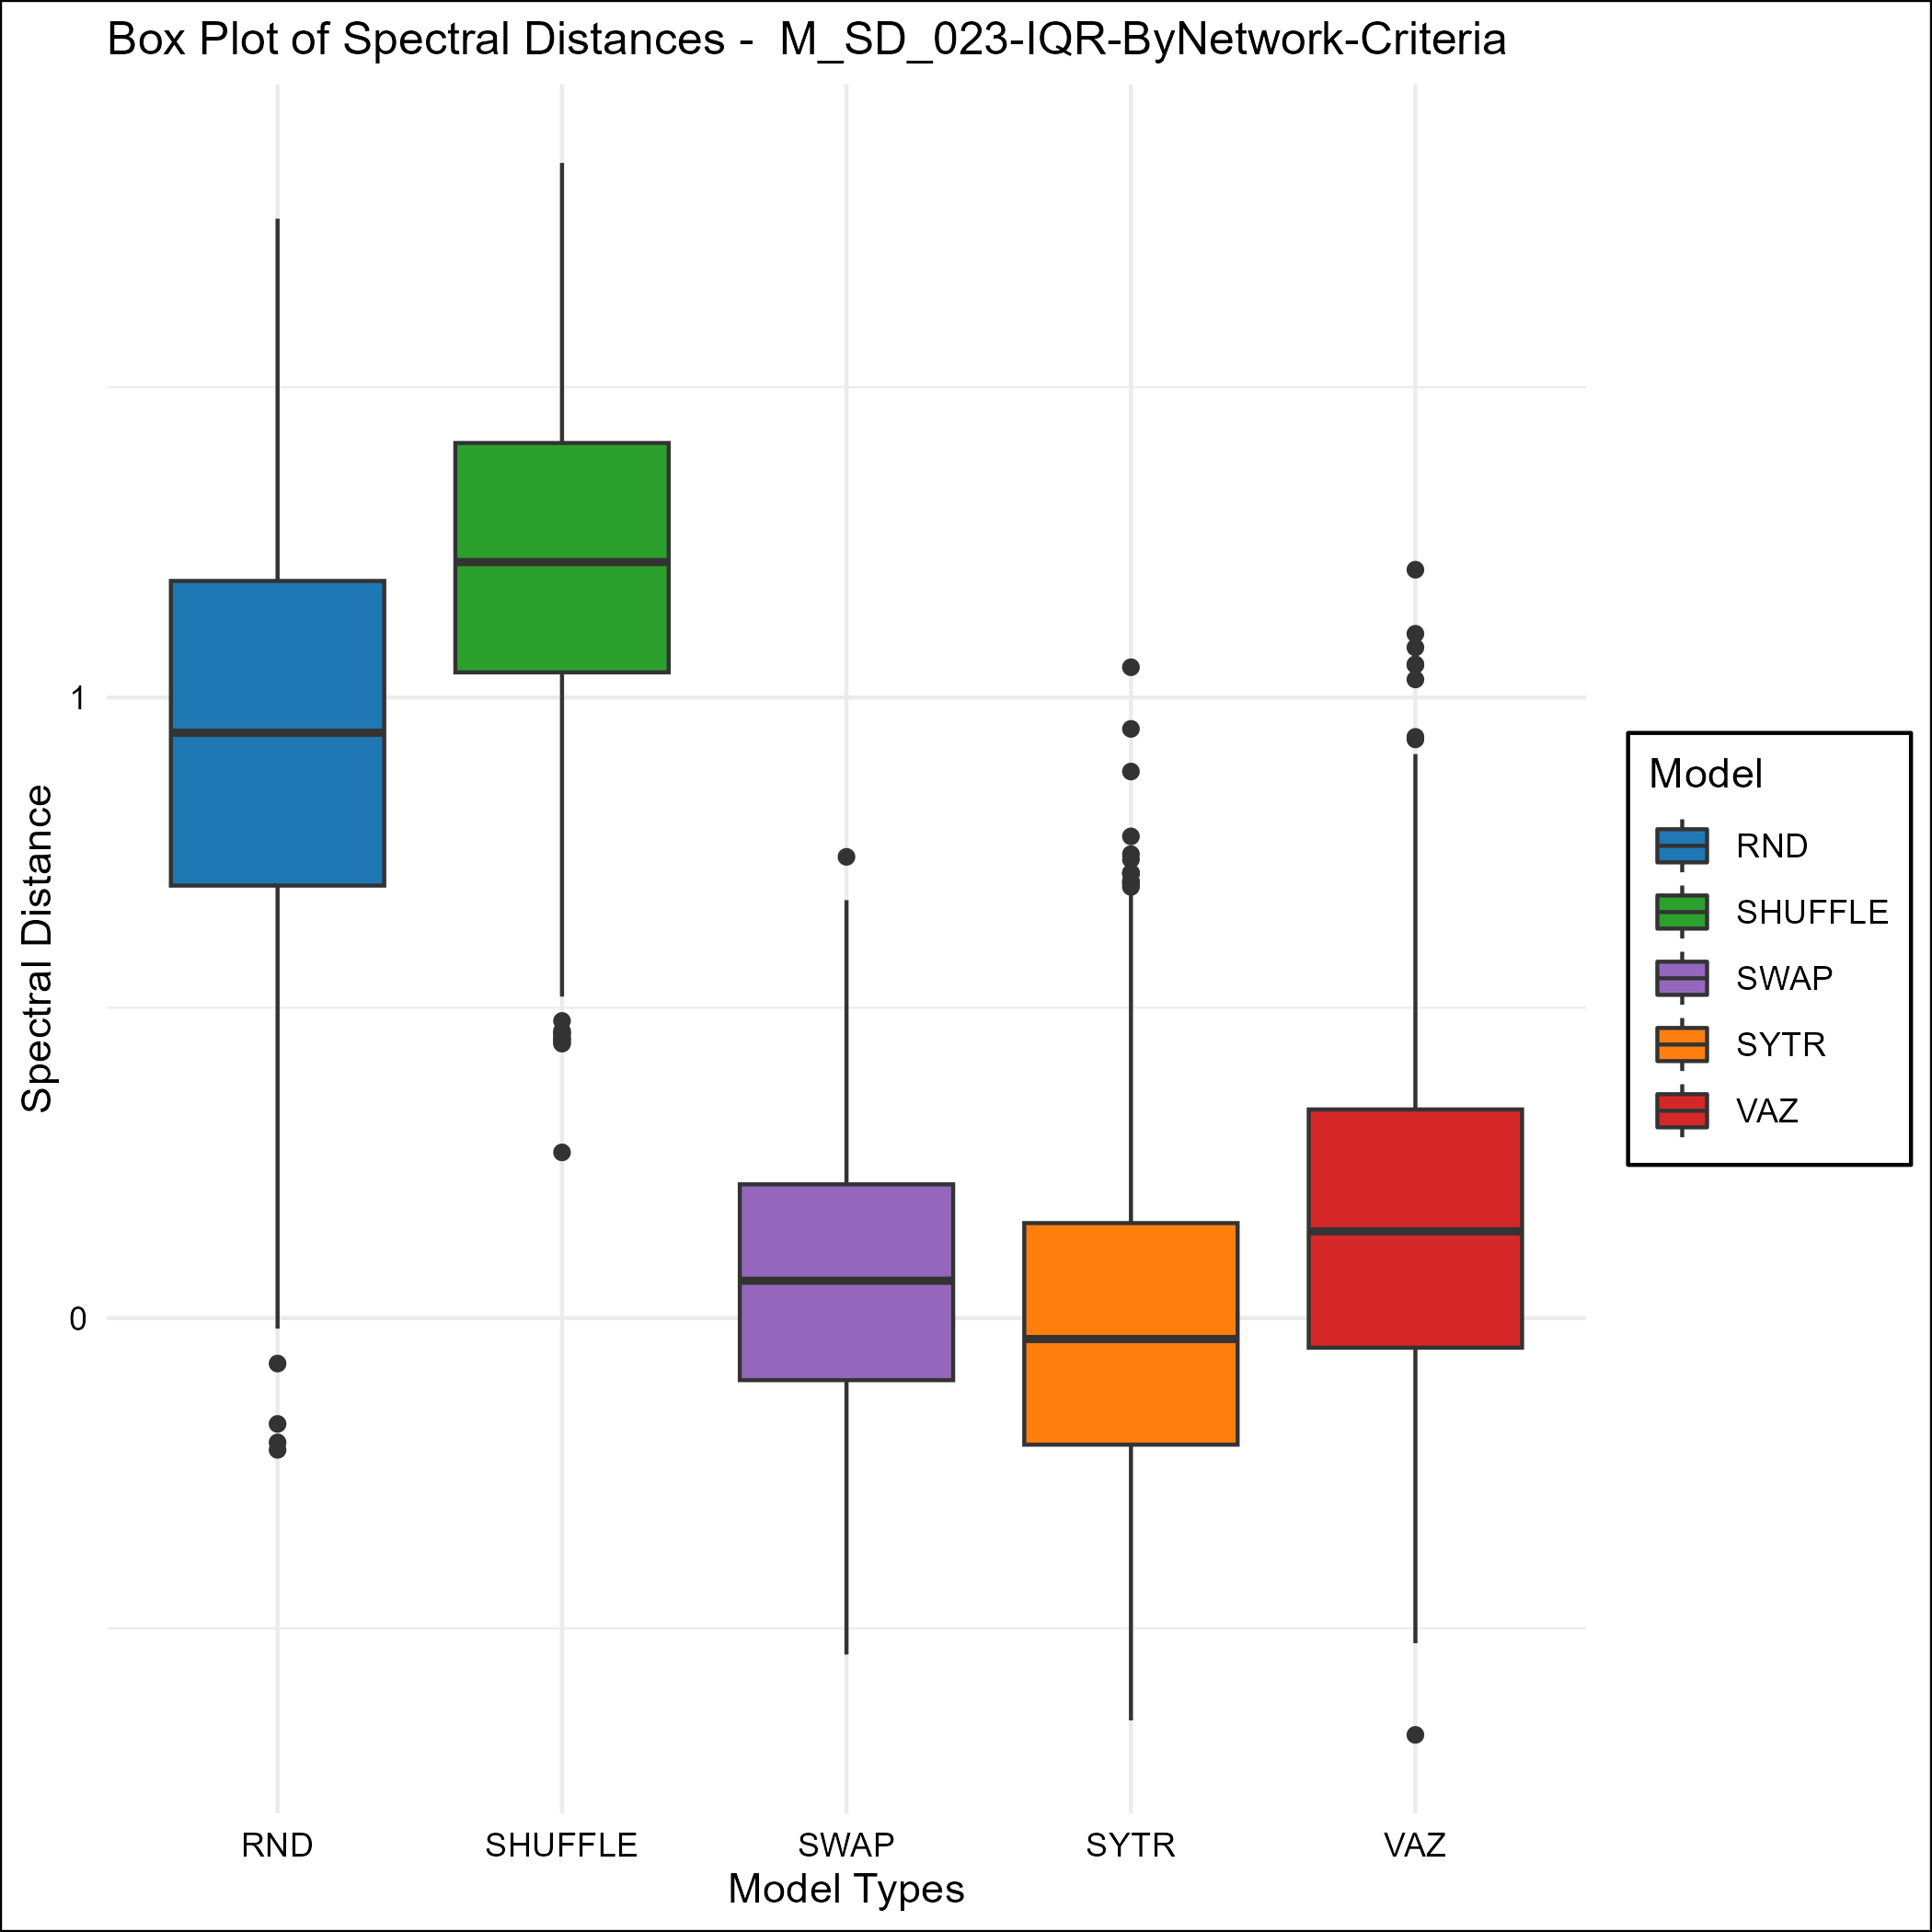 Box Plot of Spectral Distances -  M_SD_023-IQR-ByNetwork-Criteria
Spectral Distance
1
0
RND
SHUFFLE
SWAP
SYTR
VAZ
Model Types
Model
RND
SHUFFLE
SWAP
SYTR
VAZ